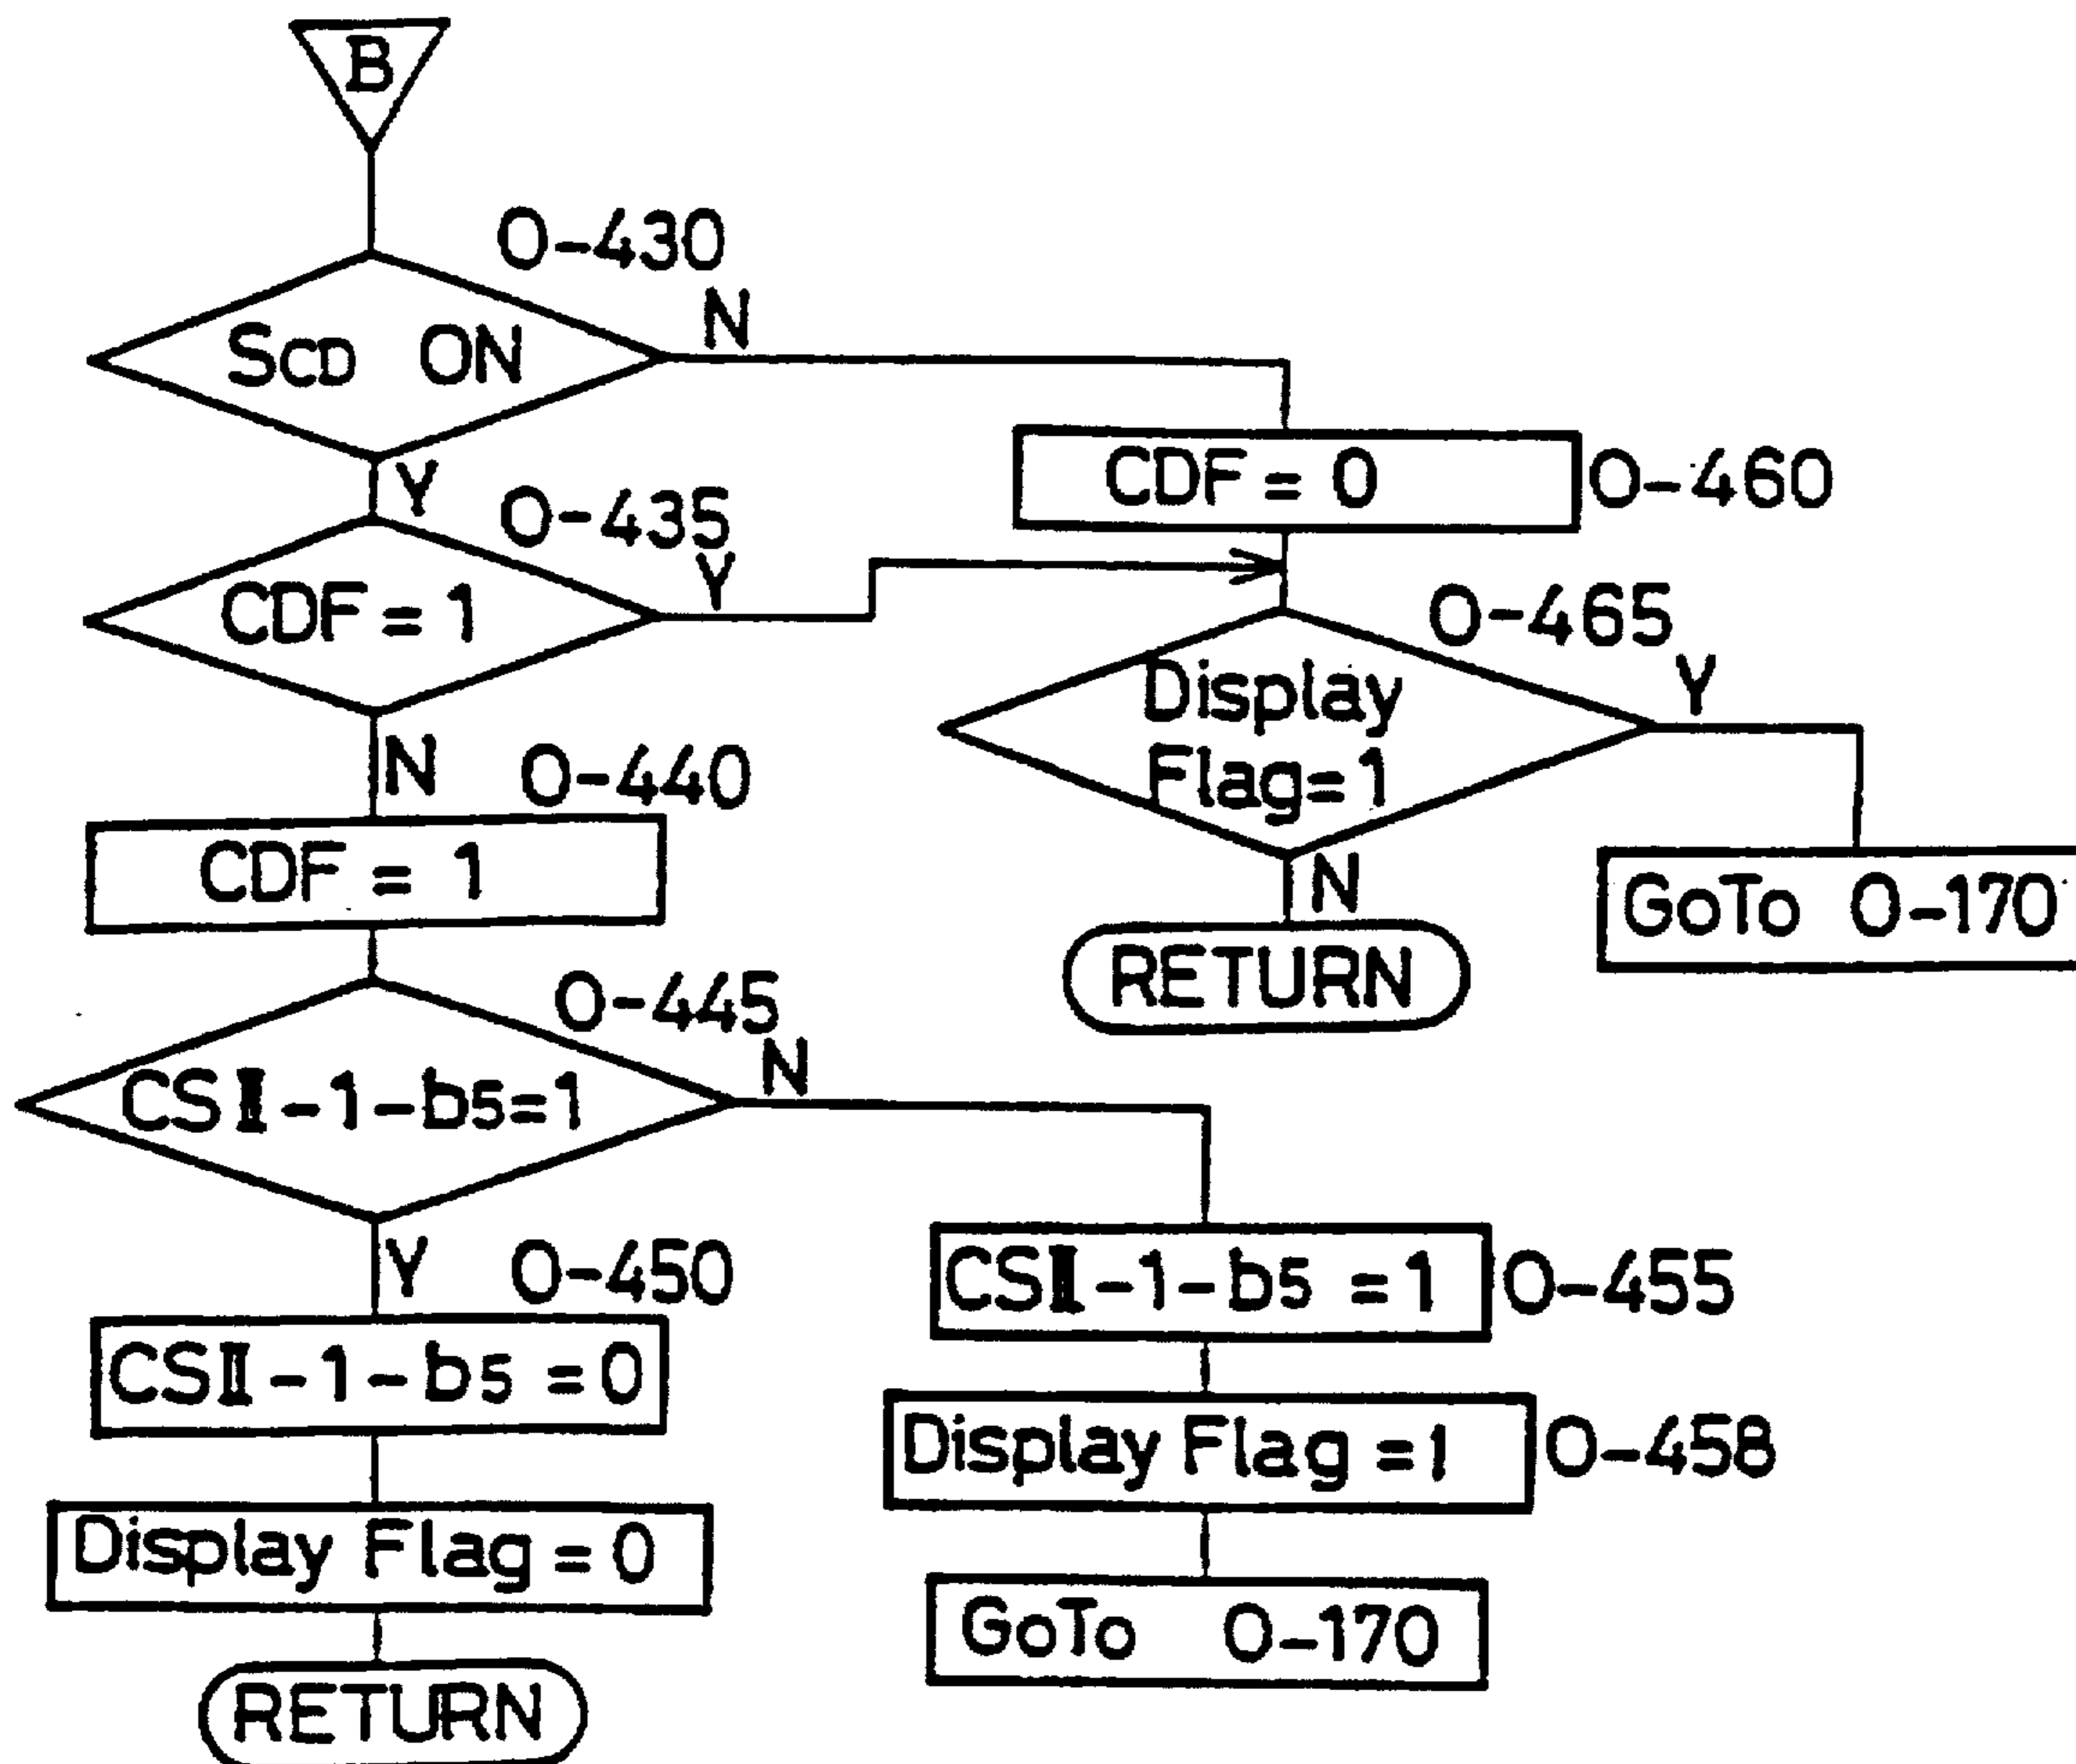 B
O-430
SCD ON
N
Y
O-435
CDF = 1
Y
N
O-440
CDF = 1
O-445
CSⅡ-1-b5=1
N
Y
O-450
CSⅡ-1-b5 =0
Display Flag =0
RETURN
CDF = 0
O-460
O-465
Display
Flag=1
Y
N
RETURN
GoTo O-170
CSⅡ-1-b5 =1
O-455
Display Flag =1
O-458
GoTo O-170